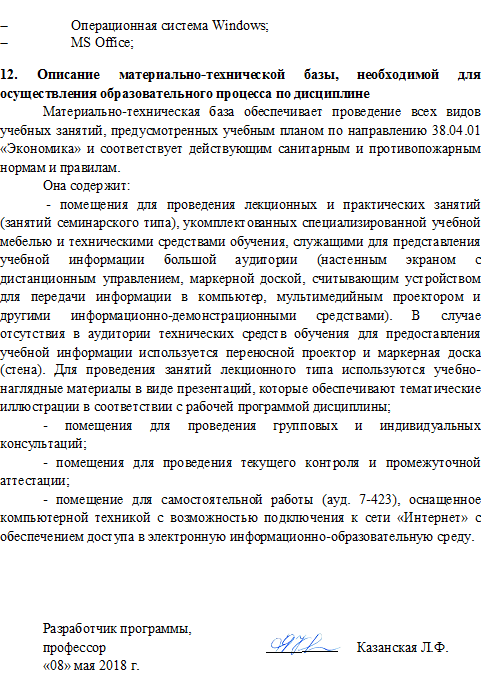 – Операционная система Windows;
– MS Office;
12. Описание материально-технической базы, необходимой для
осуществления образовательного процесса по дисциплине
Материально-техническая база обеспечивает проведение всех видов
учебных занятий, предусмотренных учебным планом по направлению 38.04.01
«Экономика» и соответствует действующим санитарным и противопожарным
нормам и правилам.
Она содержит:
- помещения для проведения лекционных и практических занятий
(занятий семинарского типа), укомплектованных специализированной учебной
мебелью и техническими средствами обучения, служащими для представления
учебной информации большой аудитории (настенным экраном с
дистанционным управлением, маркерной доской, считывающим устройством
для передачи информации в компьютер, мультимедийным проектором и
другими информационно-демонстрационными средствами). В случае
отсутствия в аудитории технических средств обучения для предоставления
учебной информации используется переносной проектор и маркерная доска
(стена). Для проведения занятий лекционного типа используются учебно-
наглядные материалы в виде презентаций, которые обеспечивают тематические
иллюстрации в соответствии с рабочей программой дисциплины;
- помещения для проведения групповых и индивидуальных
консультаций;
- помещения для проведения текущего контроля и промежуточной
аттестации;
- помещение для самостоятельной работы (ауд. 7-423), оснащенное
компьютерной техникой с возможностью подключения к сети «Интернет» с
обеспечением доступа в электронную информационно-образовательную среду.
Разработчик программы,
профессор Казанская Л.Ф.
«08» мая 2018 г.